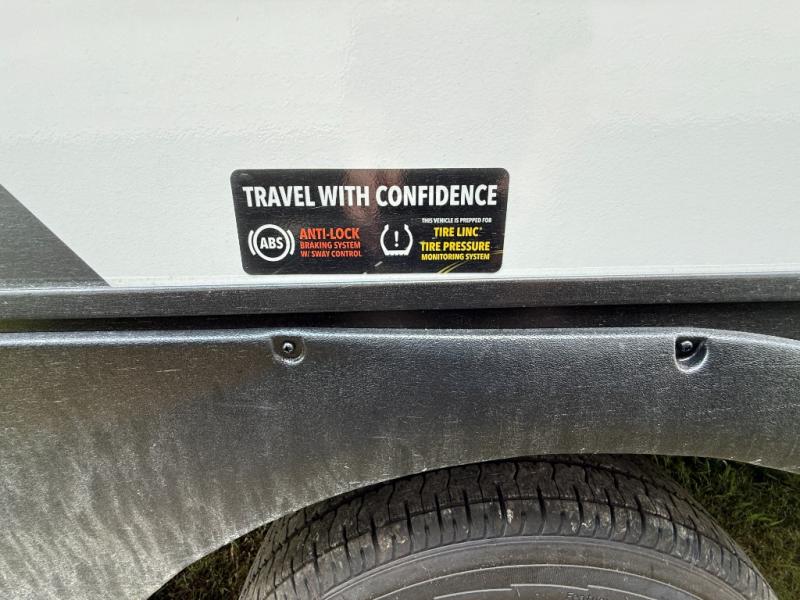 TRAVEL WITH CONFIDENCE
ABS
ANTI-LOCK
BRAKING SYSTEM
W/ SWAY CONTROL
!
THIS VEHICLE IS PREPPED FOR
TIRE LINC®
TIRE PRESSURE
MONITORING SYSTEM